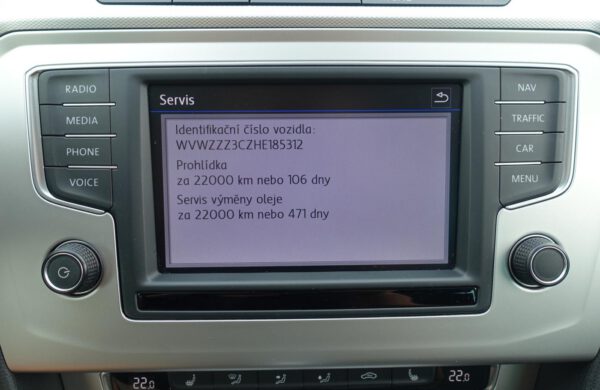 Servis
RADIO
MEDIA
PHONE
VOICE
Identifikační číslo vozidla:
WVWZZZ3CZHE185312
Prohlídka
za 22000 km nebo 106 dny
Servis výměny oleje
za 22000 km nebo 471 dny
NAV
TRAFFIC
CAR
MENU
22.0
22.0